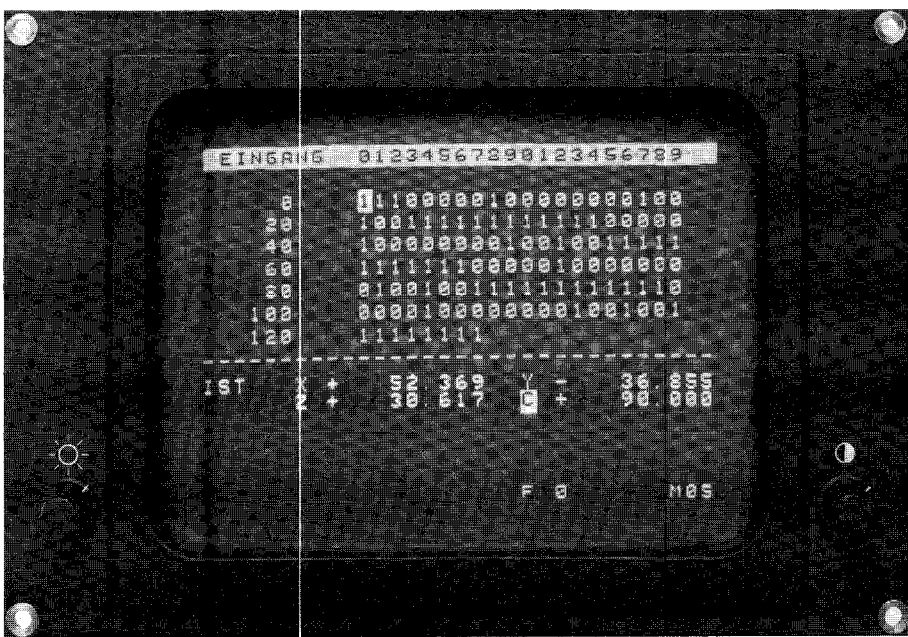 EINGANG 01234567890123456789
0 11100000100000000100
20 10011111111111100000
40 10000000010010011111
60 11111110000010000000
80 01001001111111111110
100 00001000000001001001
120 11111111
IST X + 52.369 Y - 36.855
Z + 30.617 0 + 90.000
F 0 M05